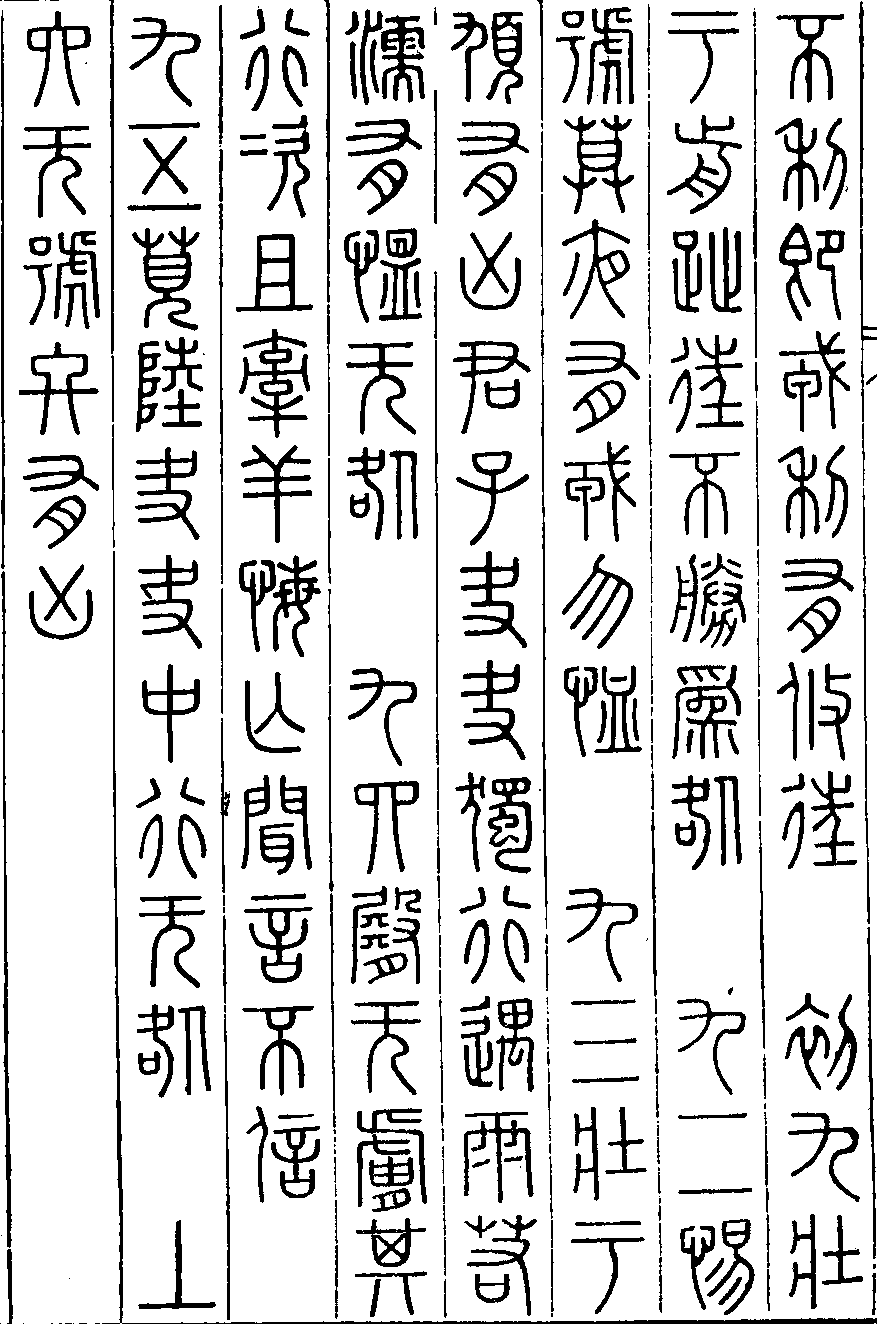 不利即戎利有攸往 初九壯
于前趾往不勝爲咎 九二惕
號莫夜有戎勿恤 九三壯于
頄有凶君子夬夬獨行遇雨若
濡有慍无咎 九四臀无膚其
行次且牽羊悔亡聞言不信
九五莧陸夬夬中行无咎 上
六无號終有凶